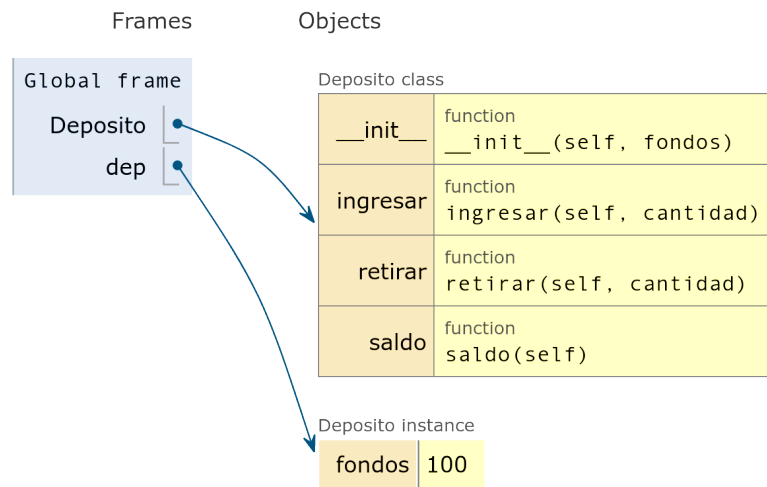 Frames Objects
Global frame
Deposito
dep
Deposito class
__init__ function
__init__(self, fondos)
ingresar function
ingresar(self, cantidad)
retirar function
retirar(self, cantidad)
saldo function
saldo(self)
Deposito instance
fondos 100